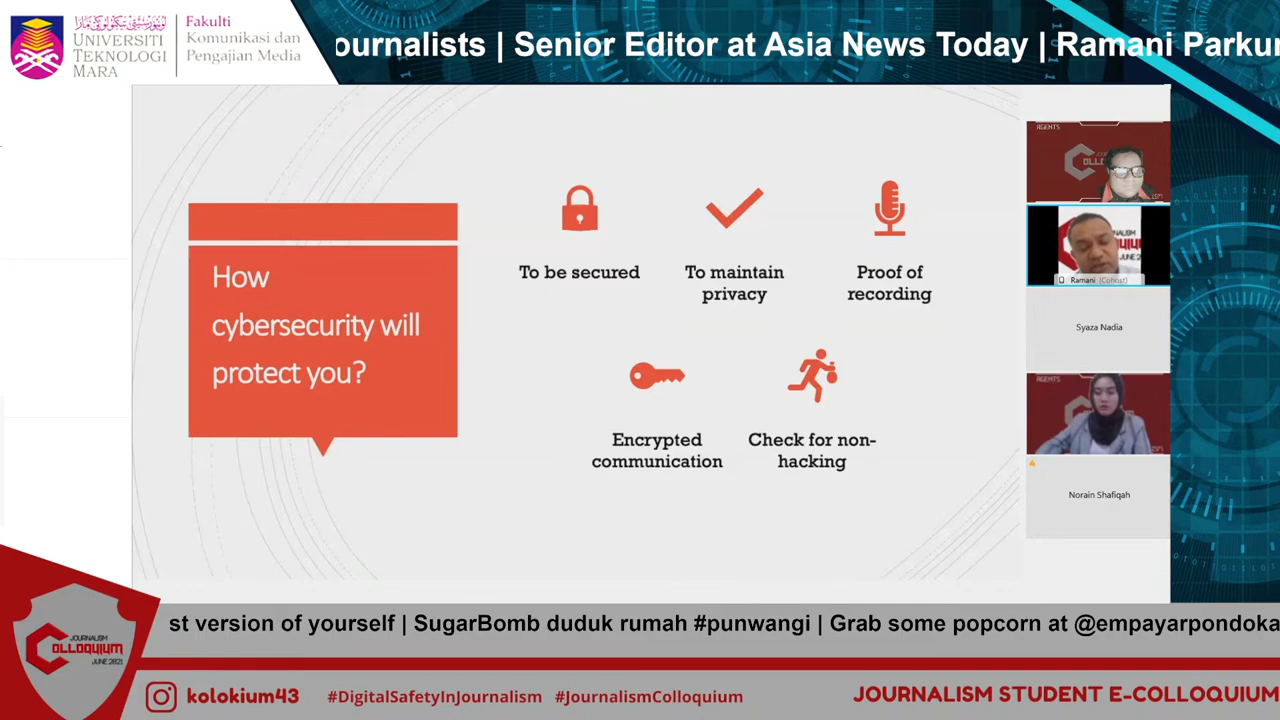 UNIVERSITI
TEKNOLOGI
MARA
Fakulti
Komunikasi dan
Pengajian Media
ournalists | Senior Editor at Asia News Today | Ramani Parkur
How
cybersecurity will
protect you?
To be secured
To maintain
privacy
Proof of
recording
Encrypted
communication
Check for non-
hacking
AGENTS
Ramani (Cohost)
Syaza Nadia
AGENTS
Norain Shafiqah
st version of yourself | SugarBomb duduk rumah #punwangi | Grab some popcorn at @empayarpondoka
JOURNALISM
COLLOQUIUM
JUNE 2021
kolokium43
#DigitalSafetyInJournalism #JournalismColloquium
JOURNALISM STUDENT E-COLLOQUIUM